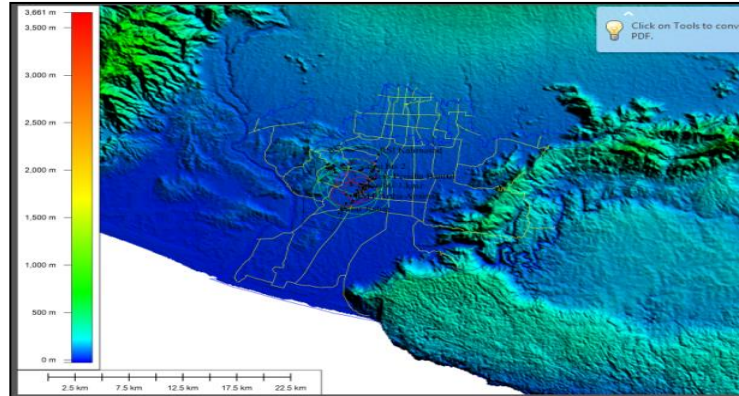 3,661 m
3,500 m
3,000 m
2,500 m
2,000 m
1,500 m
1,000 m
500 m
0 m
2.5 km 7.5 km 12.5 km 17.5 km 22.5 km
Click on Tools to conv
PDF.